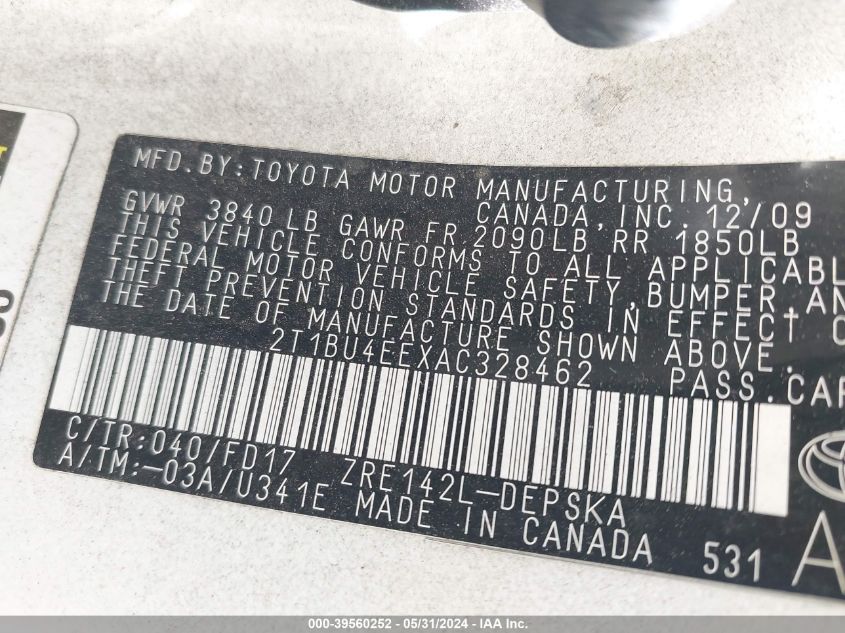 MFD.BY:TOYOTA MOTOR MANUFACTURING,
CANADA, INC. 12/09
GVWR 3840 LB GAWR FR 2090LB RR 1850LB
THIS VEHICLE CONFORMS TO ALL APPLICABL
FEDERAL MOTOR VEHICLE SAFETY, BUMPER AN
THEFT PREVENTION STANDARDS IN EFFECT† O
THE DATE OF MANUFACTURE SHOWN ABOVE.
2T1BU4EEXAC328462 PASS.CAR
C/TR:040/FD17 ZRE142L-DEPSKA
A/TM:-03A/U341E MADE IN CANADA 531
A
000-39560252 - 05/31/2024 - IAA Inc.